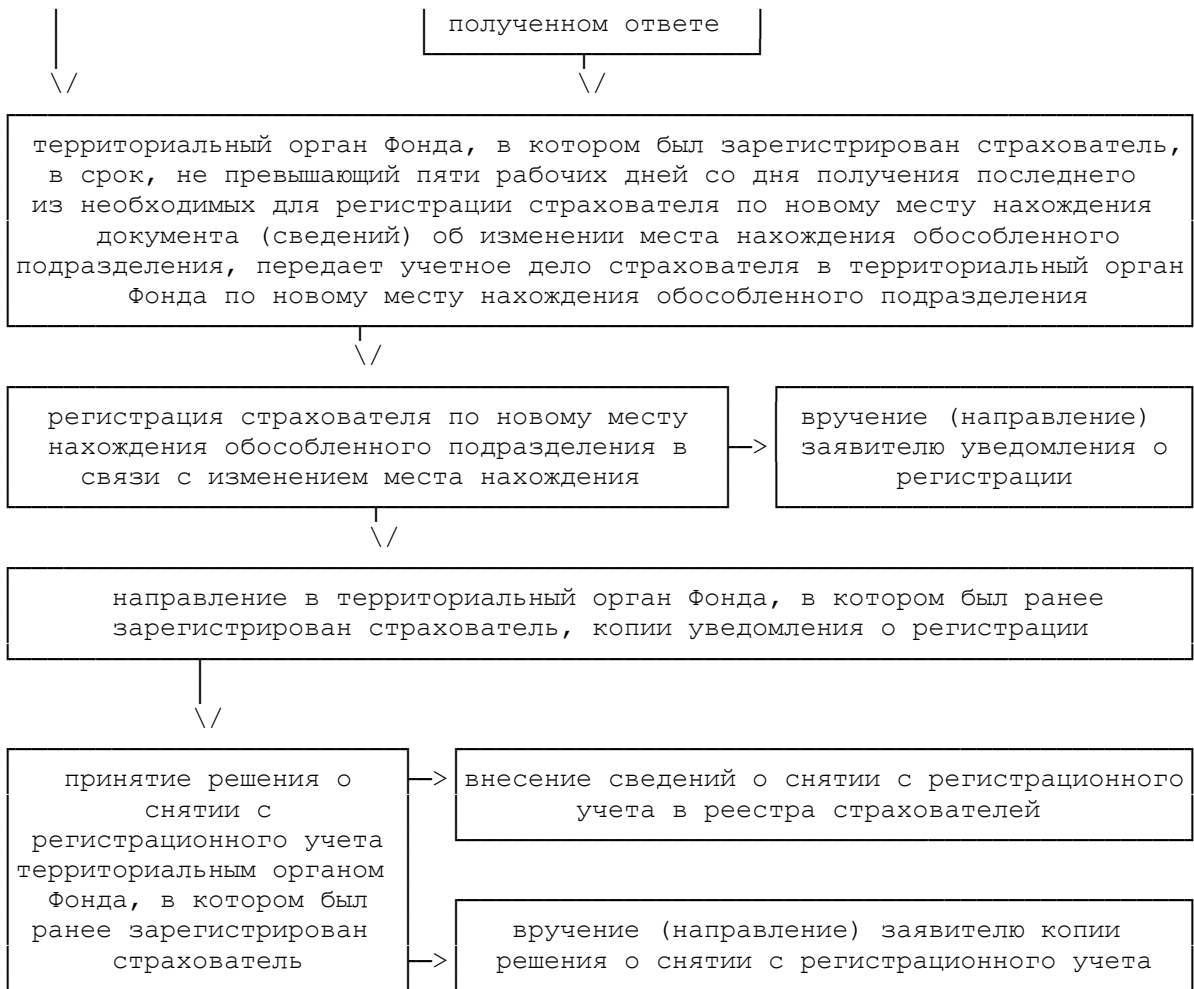 полученном ответе
территориальный орган Фонда, в котором был зарегистрирован страхователь,
в срок, не превышающий пяти рабочих дней со дня получения последнего
из необходимых для регистрации страхователя по новому месту нахождения
документа (сведений) об изменении места нахождения обособленного
подразделения, передает учетное дело страхователя в территориальный орган
Фонда по новому месту нахождения обособленного подразделения
регистрация страхователя по новому месту
нахождения обособленного подразделения в
связи с изменением места нахождения
вручение (направление)
заявителю уведомления о
регистрации
направление в территориальный орган Фонда, в котором был ранее
зарегистрирован страхователь, копии уведомления о регистрации
принятие решения о
снятии с
регистрационного учета
территориальным органом
Фонда, в котором был
ранее зарегистрирован
страхователь
внесение сведений о снятии с регистрационного
учета в реестра страхователей
вручение (направление) заявителю копии
решения о снятии с регистрационного учета